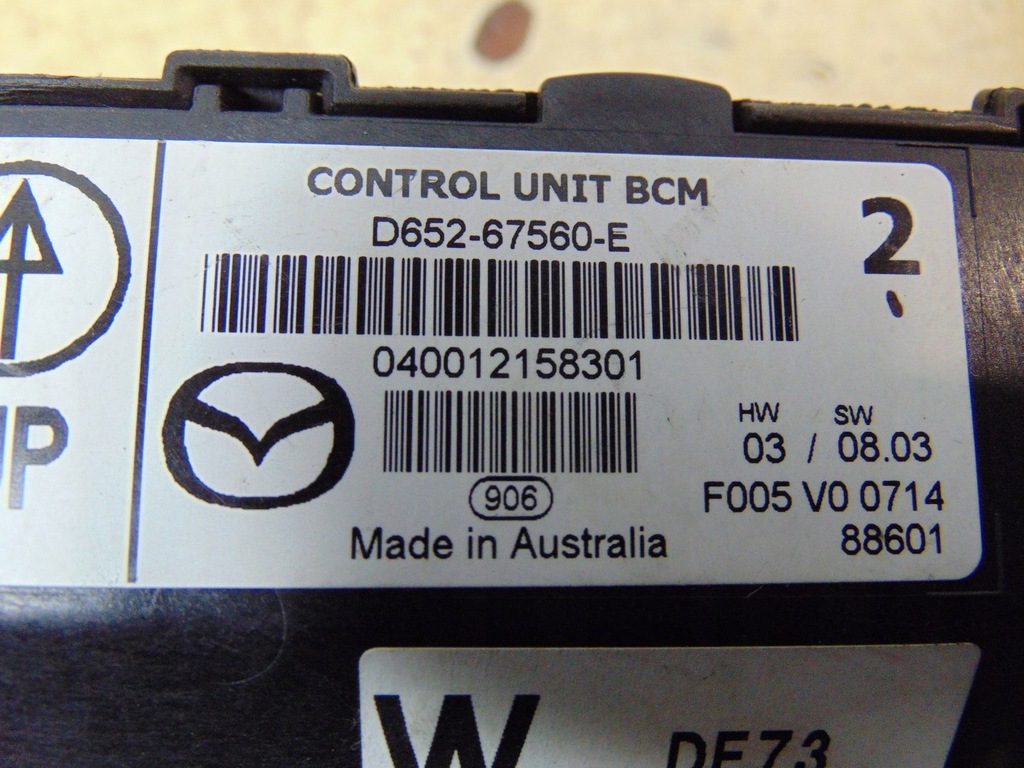 CONTROL UNIT BCM
D652-67560-E
2
040012158301
HW SW
03 / 08.03
906
F005 V0 0714
Made in Australia
88601
W
DF73